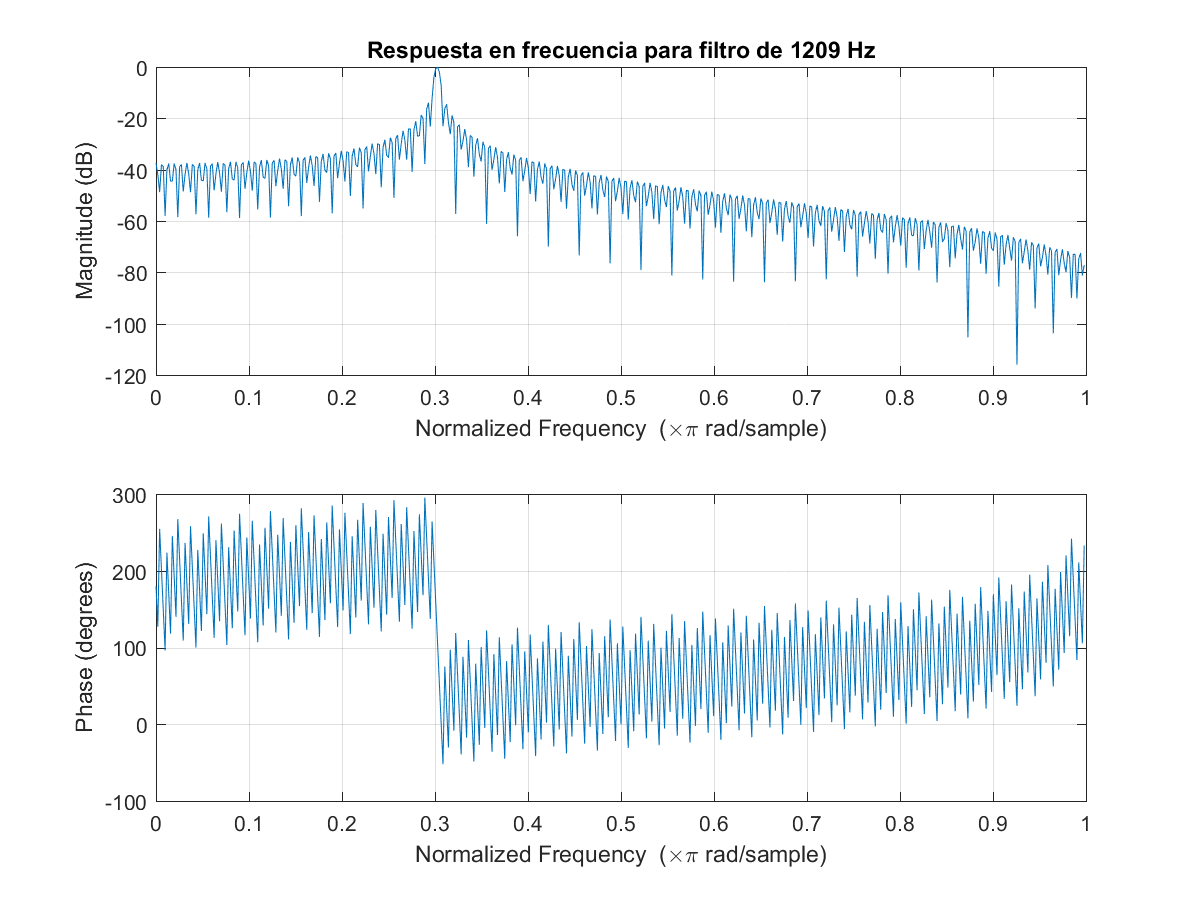 Respuesta en frecuencia para filtro de 1209 Hz
0
-20
-40
-60
-80
-100
-120
Magnitude (dB)
0 0.1 0.2 0.3 0.4 0.5 0.6 0.7 0.8 0.9 1
Normalized Frequency (×π rad/sample)
300
200
100
0
-100
Phase (degrees)
0 0.1 0.2 0.3 0.4 0.5 0.6 0.7 0.8 0.9 1
Normalized Frequency (×π rad/sample)